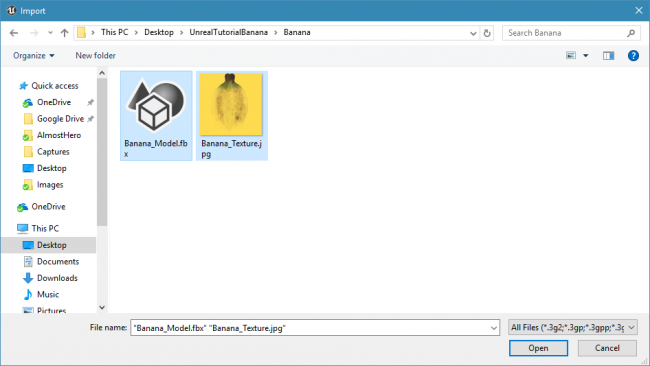 Import
This PC > Desktop > UnrealTutorialBanana > Banana
Search Banana
Organize
New folder
Quick access
OneDrive
Google Drive
AlmostHero
Captures
Desktop
Images
OneDrive
This PC
Desktop
Documents
Downloads
Music
Pictures
Banana_Model.fb
x
Banana_Texture.j
pg
File name:
"Banana_Model.fbx" "Banana_Texture.jpg"
All Files (*.3g2;*.3gp;*.3gpp;*.3g
Open
Cancel